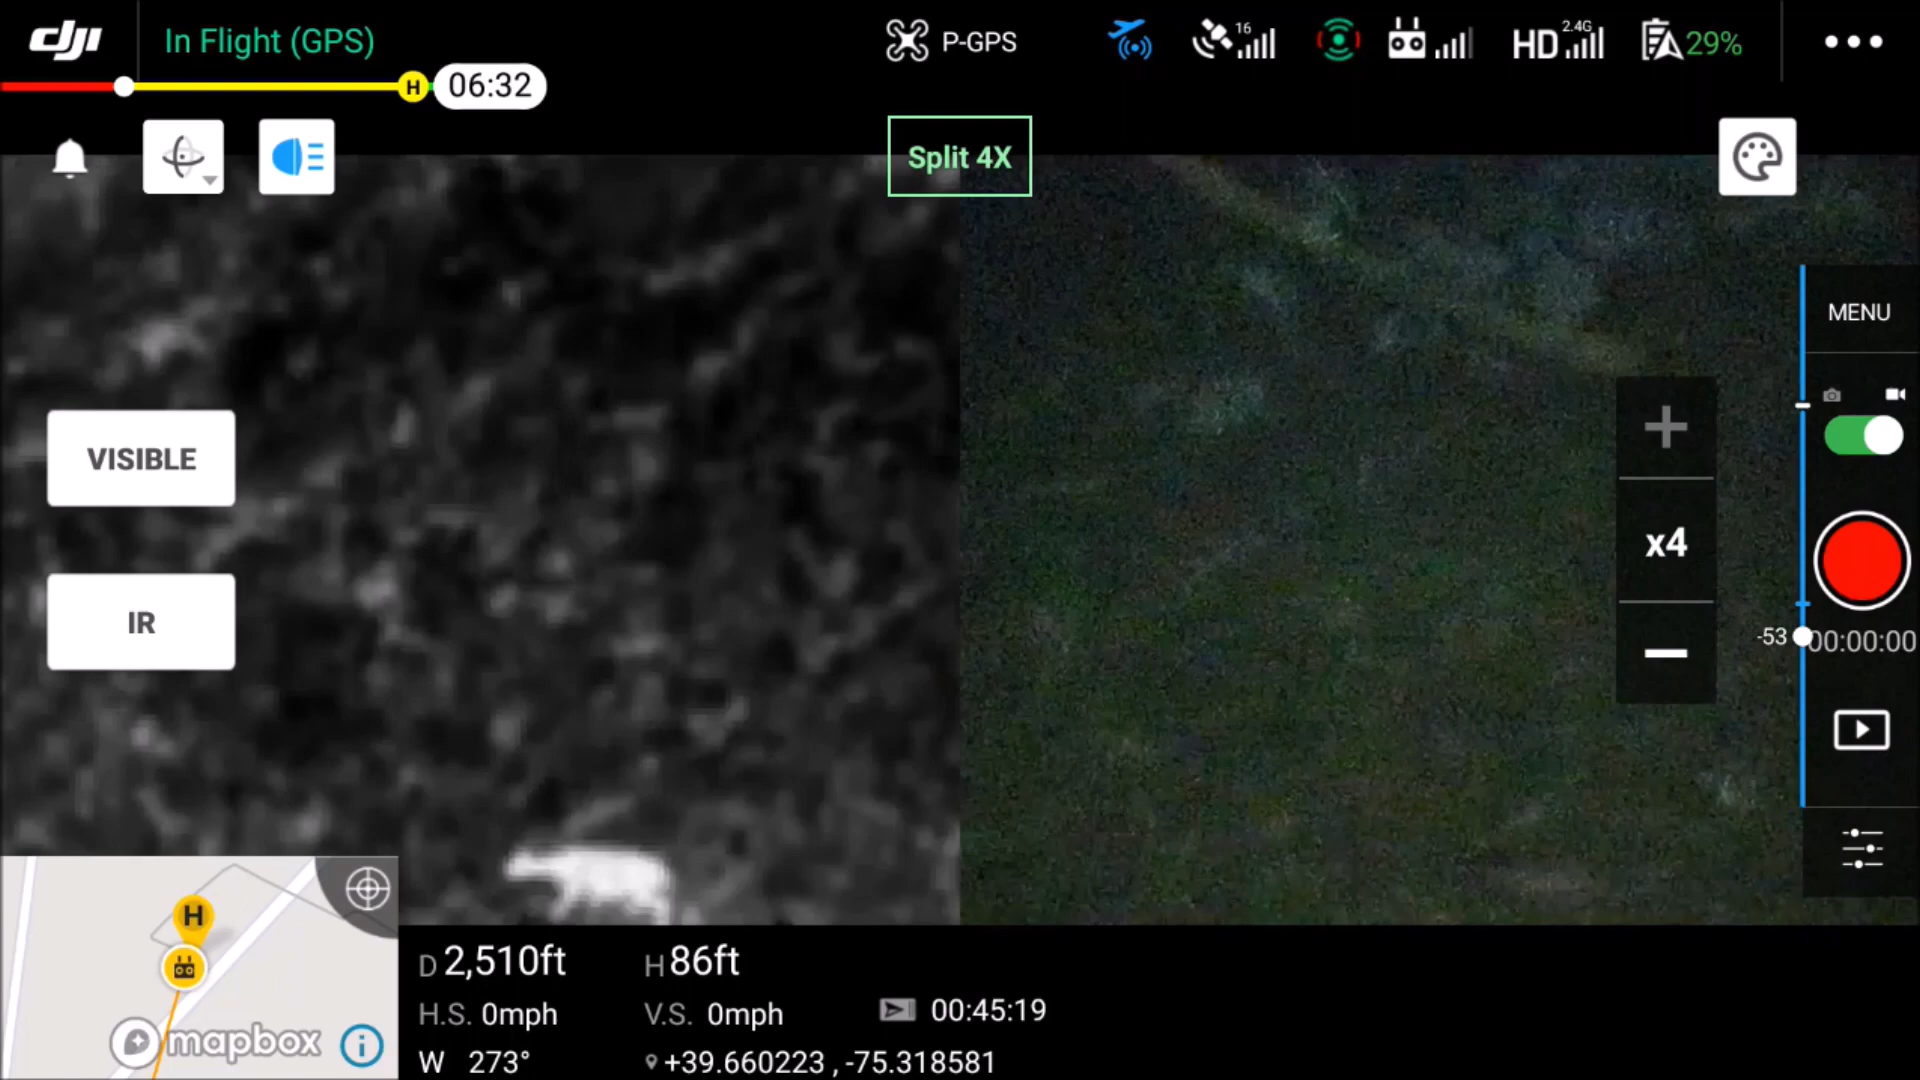 dji
In Flight (GPS)
P-GPS
16
HD
2.4G
29%
H
06:32
Split 4X
MENU
VISIBLE
x4
IR
-53
00:00:00
H
mapbox
D 2,510ft
H 86ft
H.S. 0mph
V.S. 0mph
00:45:19
W 273°
+39.660223 , -75.318581